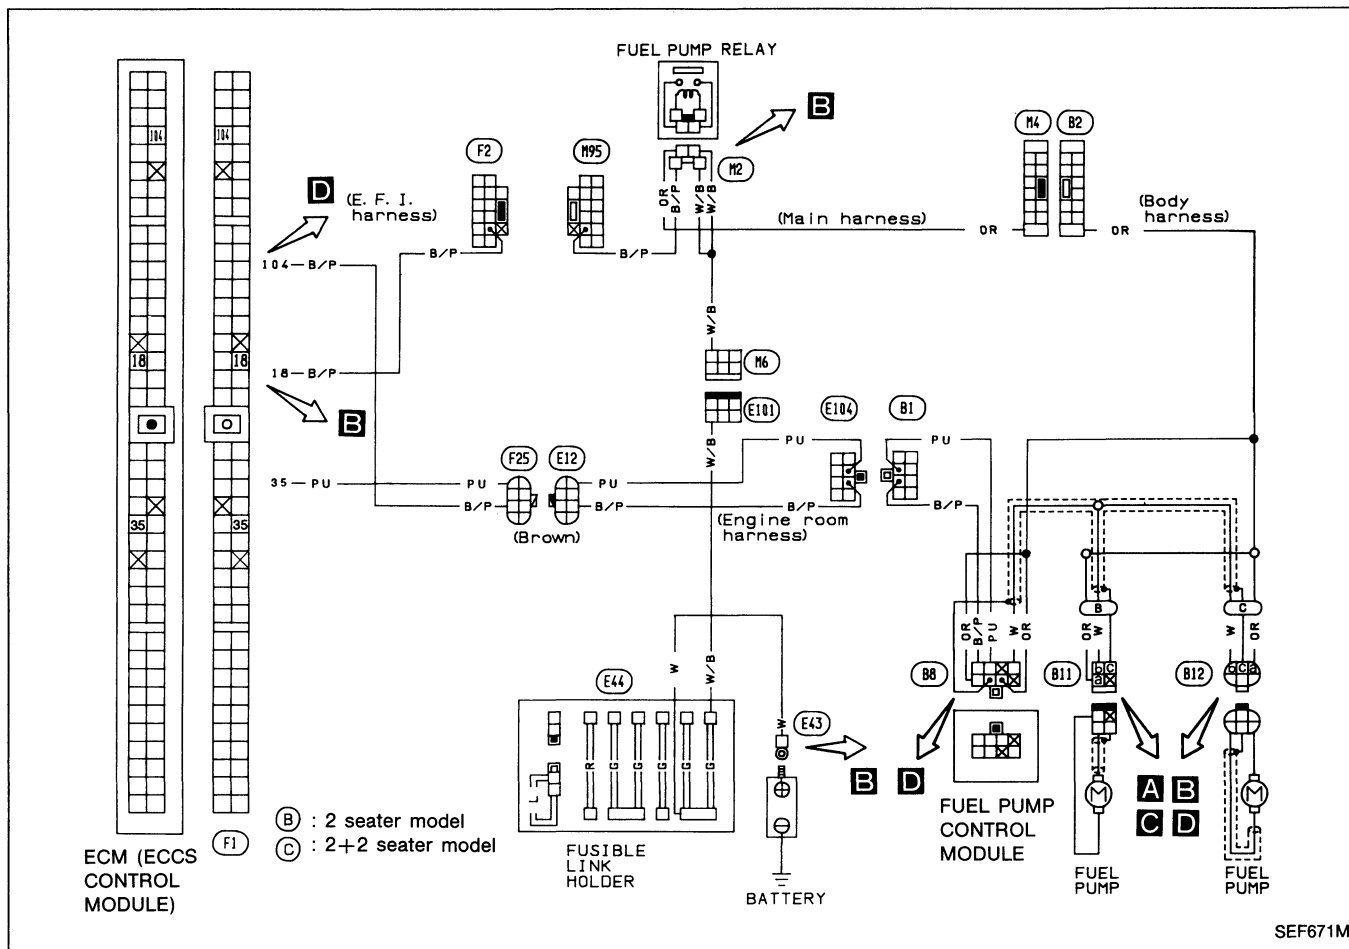 FUEL PUMP RELAY
B
M2
OR
B/P
W/B
W/B
M4
B2
104
104
F2
M95
D
(E. F. I. harness)
(Main harness)
OR
(Body harness)
OR
104 B/P
B/P
B/P
W/B
18
18
18 B/P
M6
B
E101
E104
B1
W/B
PU
PU
F25
E12
35 PU
PU
PU
B/P
B/P
B/P
B/P
(Brown)
(Engine room harness)
35
35
B
C
OR
B/P
PU
W
OR
OR
W
W
OR
B8
B11
b
c
a
B12
b
c
a
W
W/B
E44
W
E43
B
D
A
B
C
D
L
L
R
G
G
G
G
M
M
FUEL PUMP
CONTROL
MODULE
F1
B : 2 seater model
C : 2+2 seater model
ECM (ECCS
CONTROL
MODULE)
FUSIBLE
LINK
HOLDER
BATTERY
FUEL
PUMP
FUEL
PUMP
SEF671M